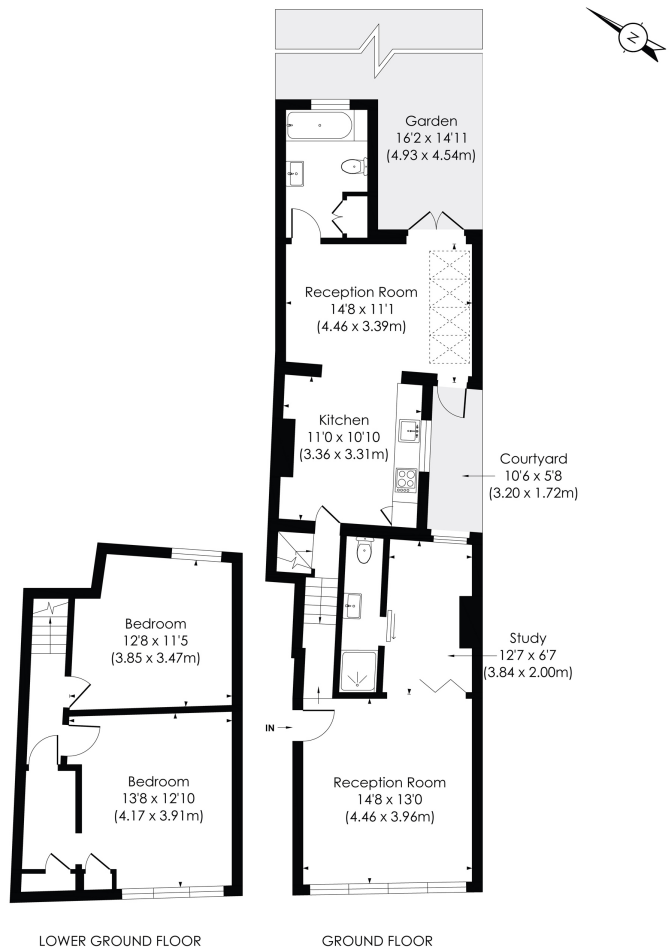 N
Garden
16'2 x 14'11
(4.93 x 4.54m)
Reception Room
14'8 x 11'1
(4.46 x 3.39m)
Kitchen
11'0 x 10'10
(3.36 x 3.31m)
Courtyard
10'6 x 5'8
(3.20 x 1.72m)
Bedroom
12'8 x 11'5
(3.85 x 3.47m)
Study
12'7 x 6'7
(3.84 x 2.00m)
IN
Bedroom
13'8 x 12'10
(4.17 x 3.91m)
Reception Room
14'8 x 13'0
(4.46 x 3.96m)
LOWER GROUND FLOOR
GROUND FLOOR